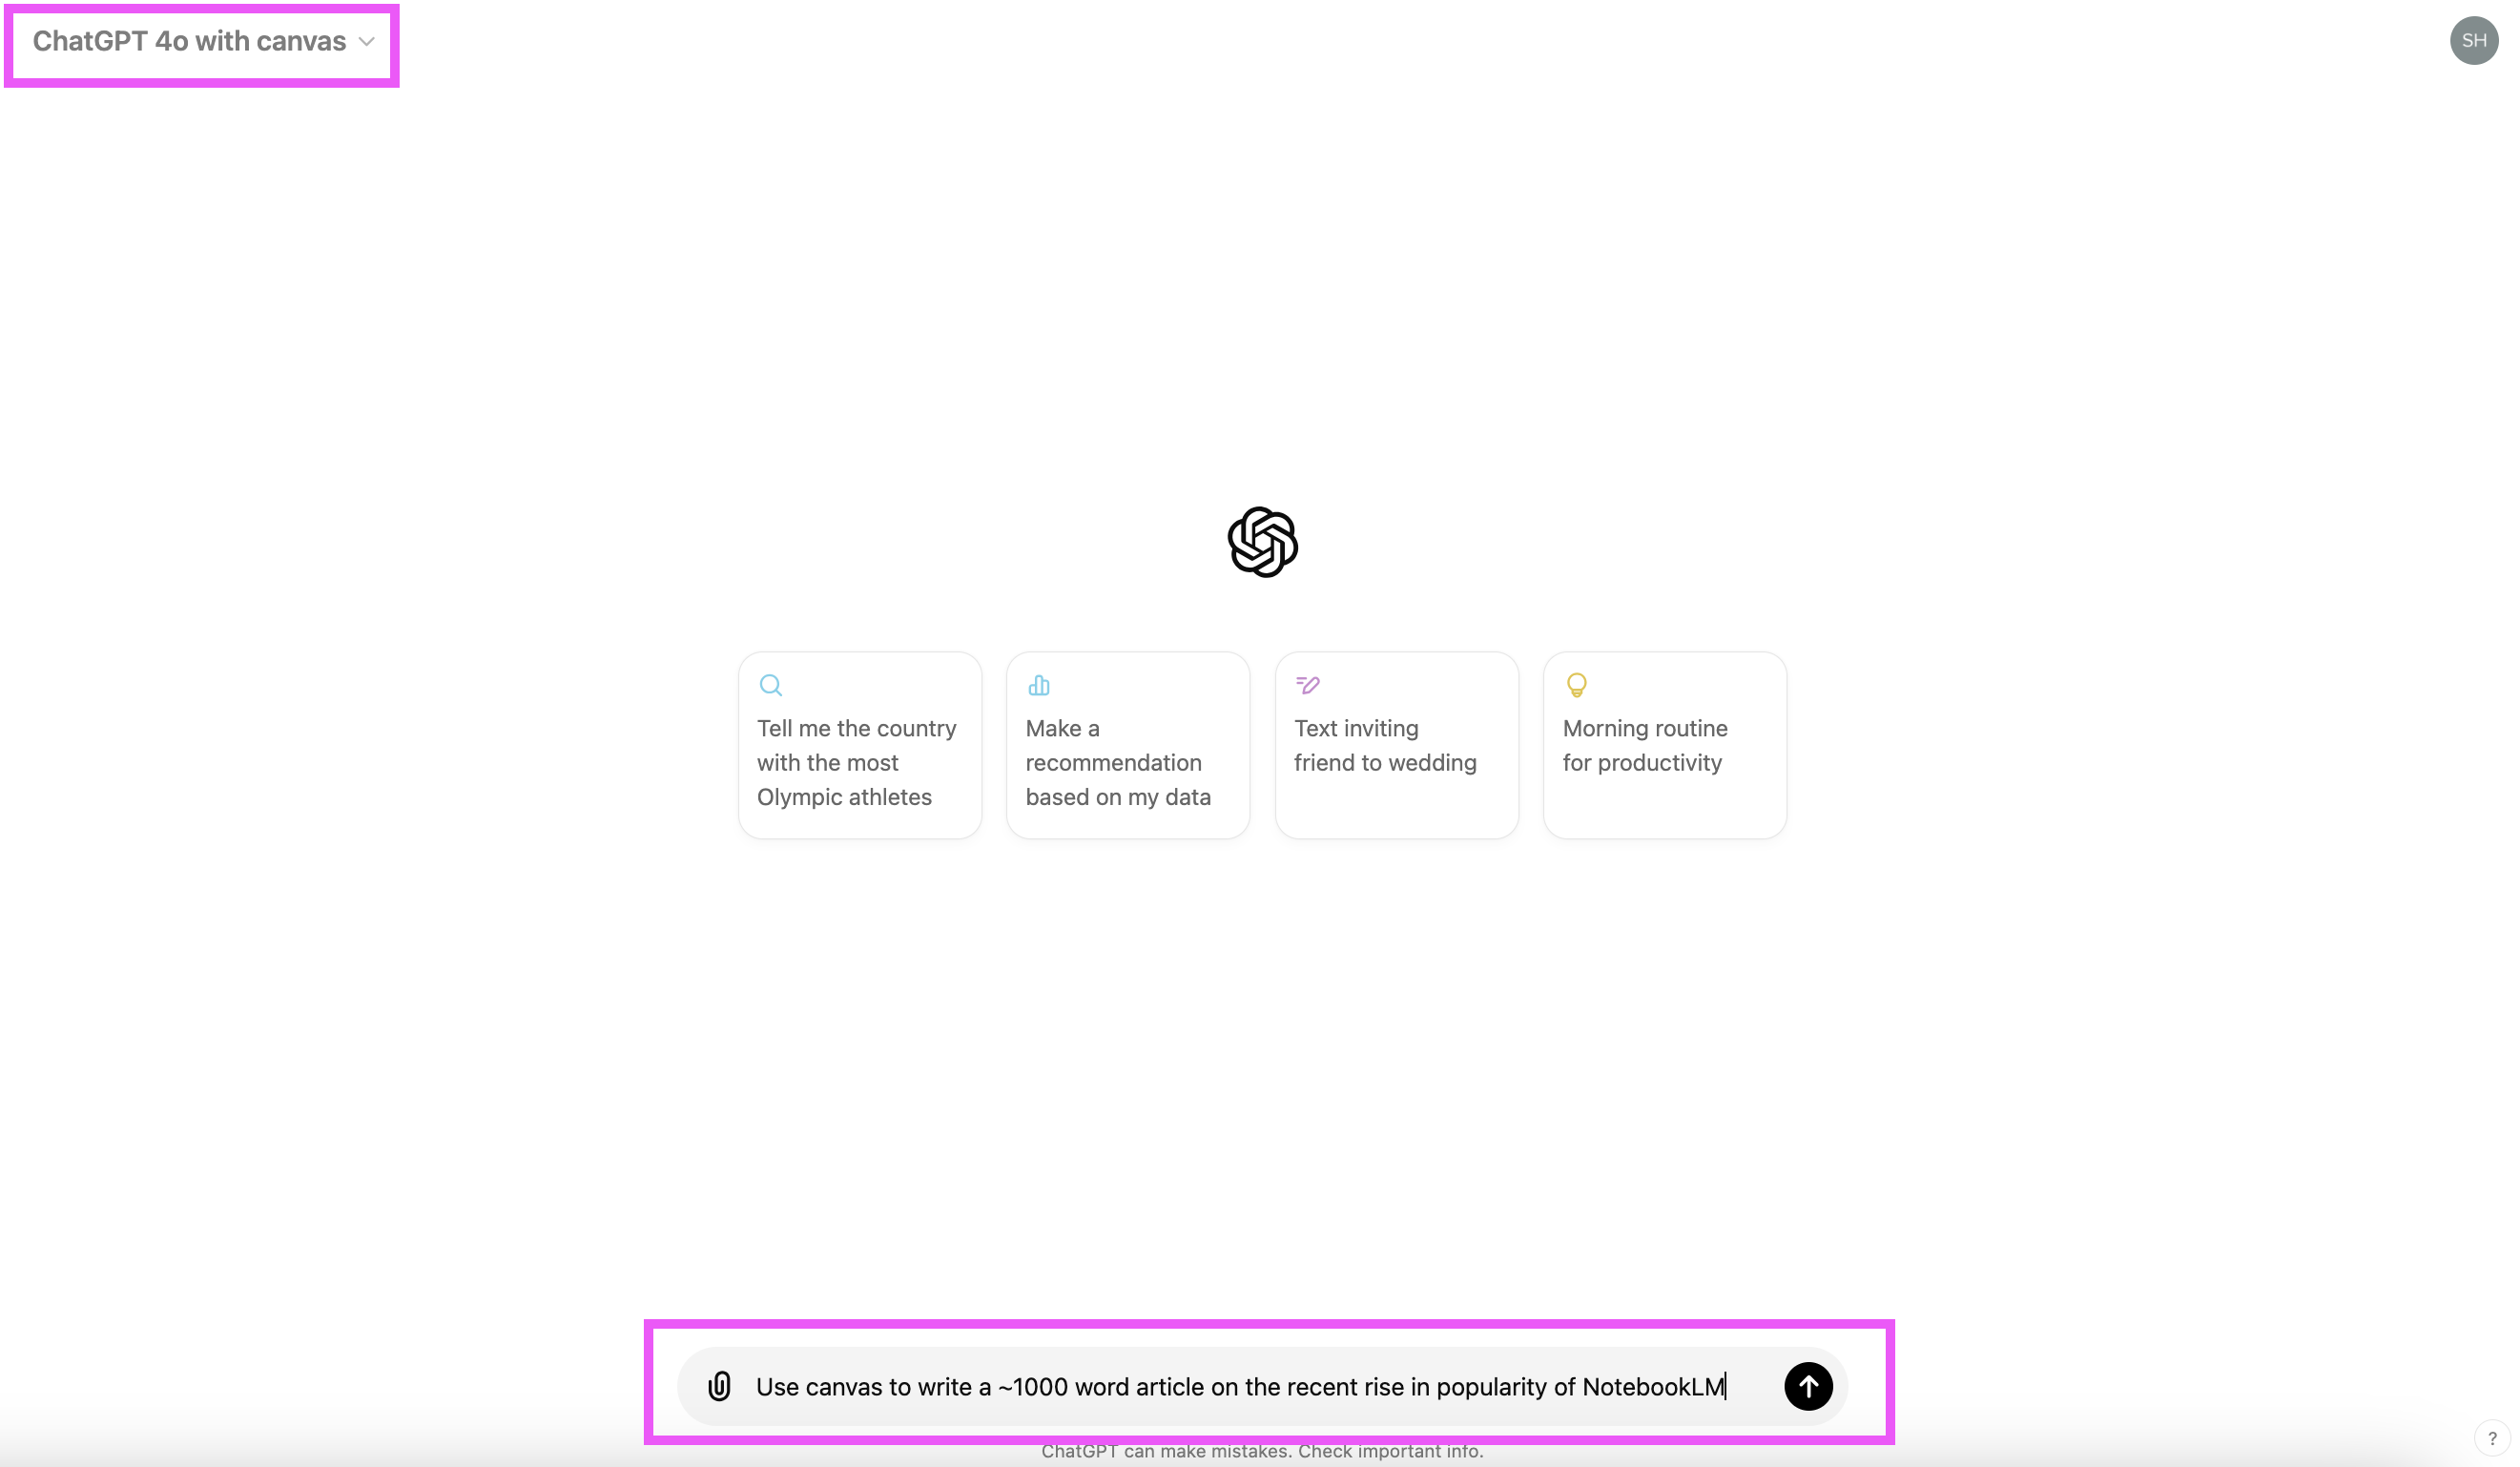 ChatGPT 4o with canvas
SH
Tell me the country
with the most
Olympic athletes
Make a
recommendation
based on my data
Text inviting
friend to wedding
Morning routine
for productivity
Use canvas to write a ~1000 word article on the recent rise in popularity of NotebookLM
ChatGPT can make mistakes. Check important info.
?